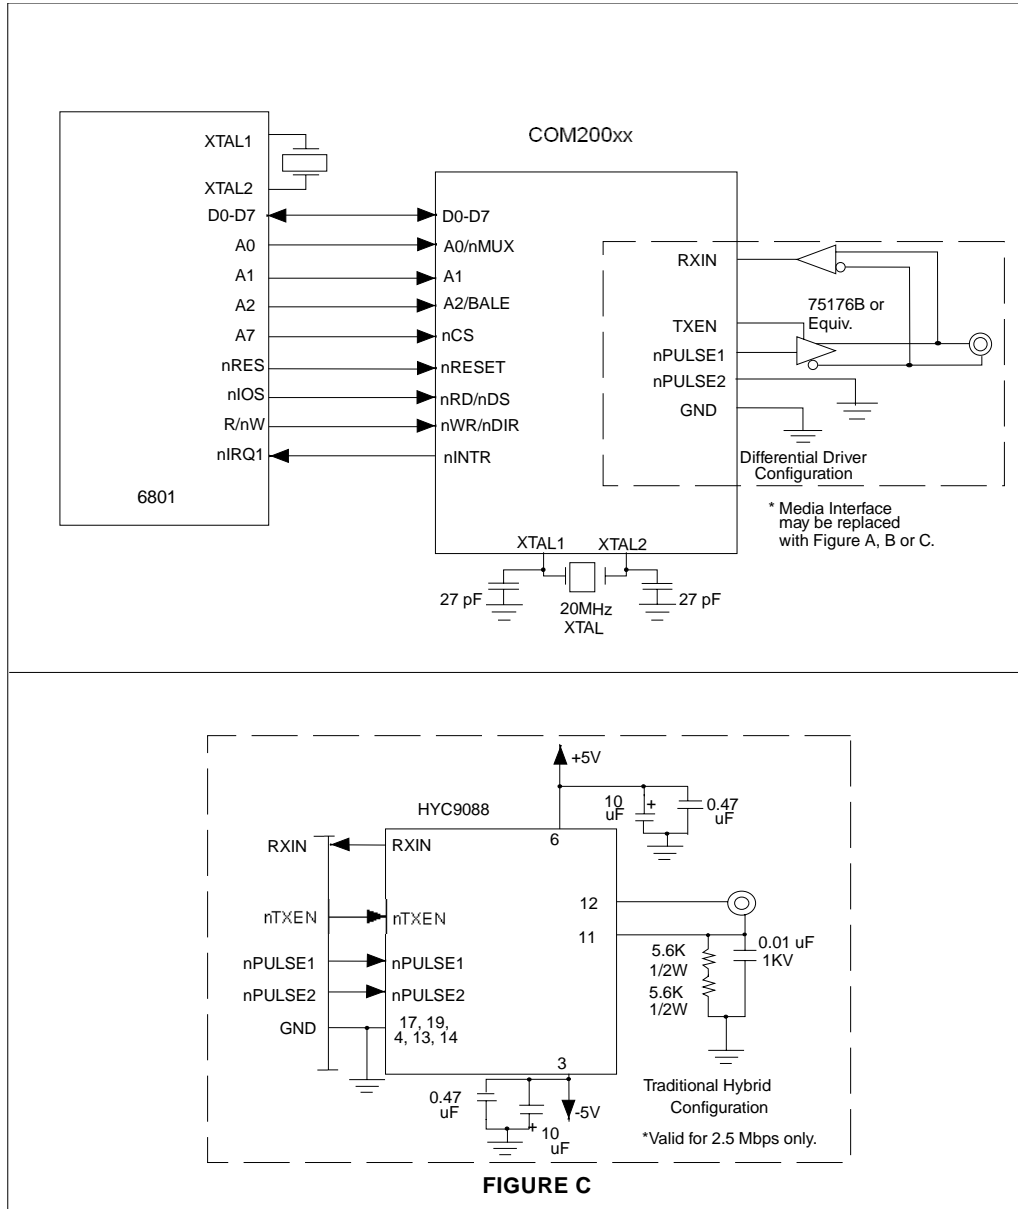 COM200xx
XTAL1
XTAL2
D0-D7
D0-D7
A0
A0/nMUX
A1
A1
A2
A2/BALE
A7
nCS
nRES
nRESET
nIOS
nRD/nDS
R/nW
nWR/nDIR
nIRQ1
nINTR
6801
RXIN
75176B or
Equiv.
TXEN
nPULSE1
nPULSE2
GND
Differential Driver
Configuration
* Media Interface
may be replaced
with Figure A, B or C.
XTAL1
XTAL2
27 pF
20MHz
XTAL
27 pF
+5V
HYC9088
10
uF
+
0.47
uF
6
RXIN
RXIN
nTXEN
nTXEN
nPULSE1
nPULSE1
nPULSE2
nPULSE2
GND
17, 19,
4, 13, 14
12
11
5.6K
1/2W
5.6K
1/2W
0.01 uF
1KV
3
0.47
uF
+
10
uF
-5V
Traditional Hybrid
Configuration
*Valid for 2.5 Mbps only.
FIGURE C